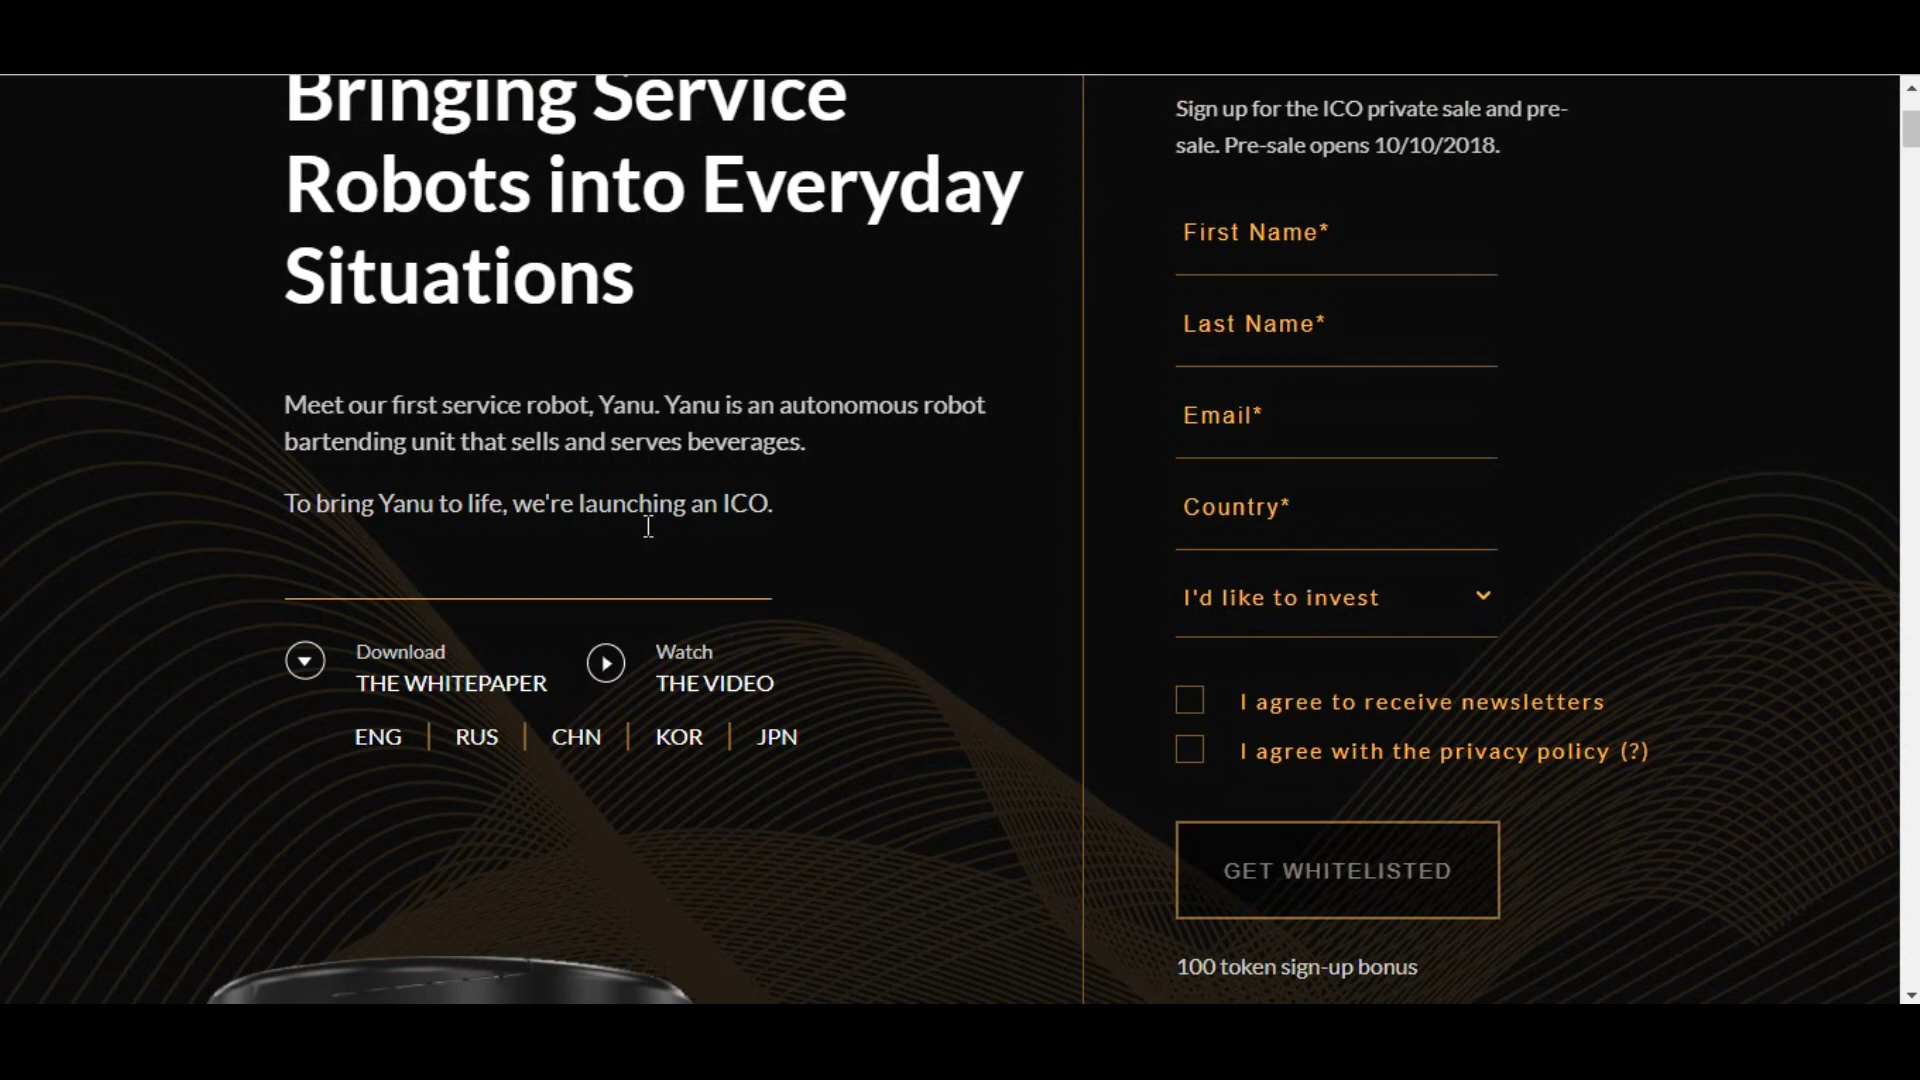 Bringing Service
Robots into Everyday
Situations
Meet our first service robot, Yanu. Yanu is an autonomous robot
bartending unit that sells and serves beverages.
To bring Yanu to life, we're launching an ICO.
Download
THE WHITEPAPER
Watch
THE VIDEO
ENG | RUS | CHN | KOR | JPN
Sign up for the ICO private sale and pre-
sale. Pre-sale opens 10/10/2018.
First Name*
Last Name*
Email*
Country*
I'd like to invest
I agree to receive newsletters
I agree with the privacy policy (?)
GET WHITELISTED
100 token sign-up bonus